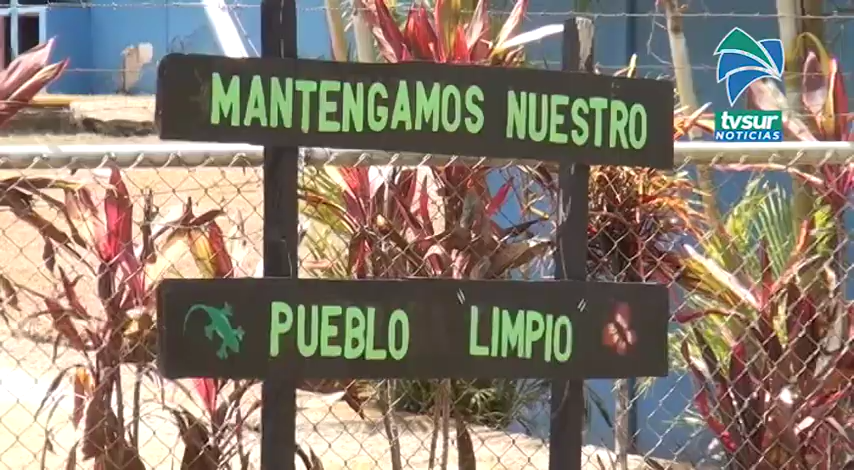 MANTENGAMOS NUESTRO
PUEBLO "LIMPIO"
tvsur
NOTICIAS